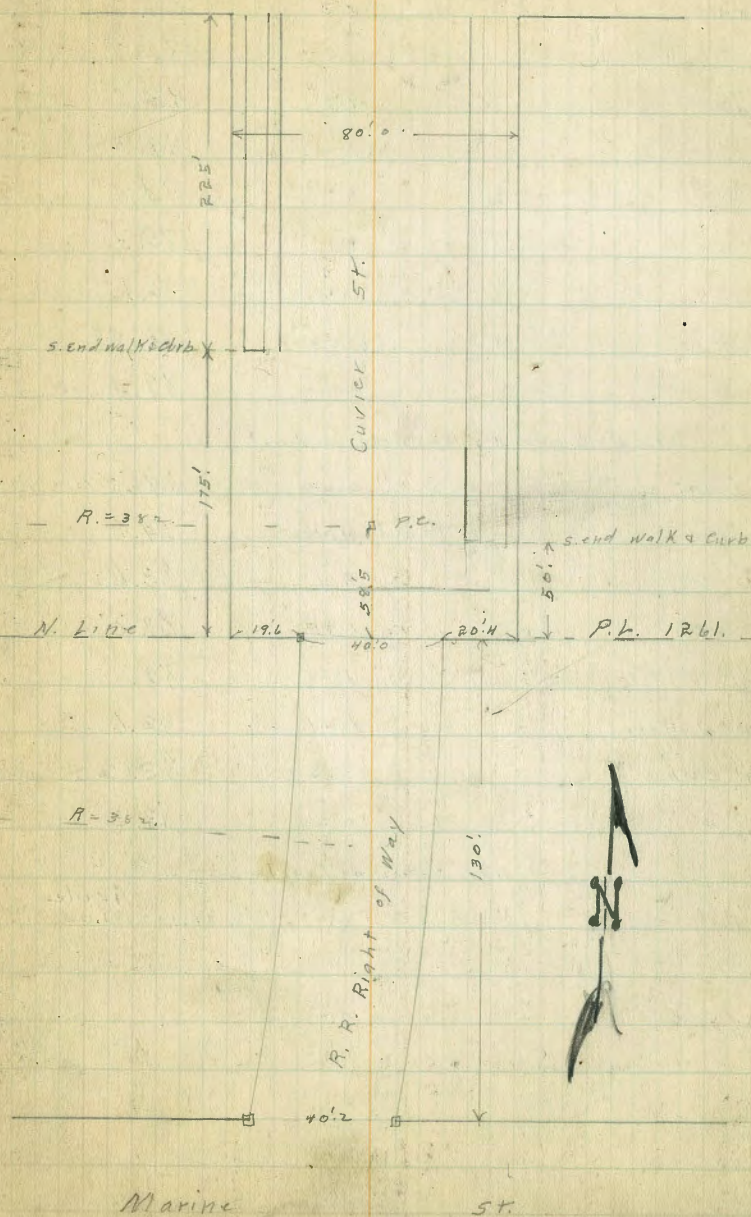 80'.0
225'
Cuvier St.
S. end walk & curb
175'
R. = 382
P.C.
S. end walk & curb
58'.5
50'.
N. Line
19.6
40'.0
20'.4
P.L. 1261.
R = 382.
130'.
R. R. Right of Way
N
40'.2
Marine St.